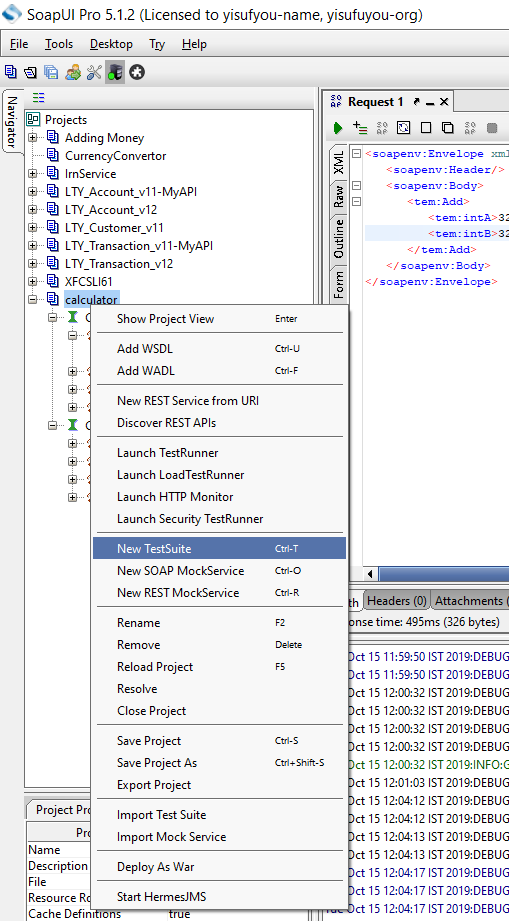 SoapUI Pro 5.1.2 (Licensed to yisufyou-name, yisufuyou-org)
File Tools Desktop Try Help
Navigator
Projects
Adding Money
CurrencyConvertor
IrnService
LTY_Account_v11-MyAPI
LTY_Account_v12
LTY_Customer_v11
LTY_Transaction_v11-MyAPI
LTY_Transaction_v12
XFCSLI61
calculator
Show Project View Enter
Add WSDL Ctrl-U
Add WADL Ctrl-F
New REST Service from URI
Discover REST APIs
Launch TestRunner
Launch LoadTestRunner
Launch HTTP Monitor
Launch Security TestRunner
New TestSuite Ctrl-T
New SOAP MockService Ctrl-O
New REST MockService Ctrl-R
Rename F2
Remove Delete
Reload Project F5
Resolve
Close Project
Save Project Ctrl-S
Save Project As Ctrl+Shift-S
Export Project
Import Test Suite
Import Mock Service
Deploy As War
Start HermesJMS
Project Pro
Name
Description
File
Resource Ro
Cache Definitions true
Request 1
XML
Raw
Outline
Form
<soapenv:Envelope xml
<soapenv:Header/>
<soapenv:Body>
<tem:Add>
<tem:intA>32
<tem:intB>32
</tem:Add>
</soapenv:Body>
</soapenv:Envelope>
Headers (0) Attachments (
onse time: 495ms (326 bytes)
Oct 15 11:59:50 IST 2019:DEBUG
Oct 15 11:59:50 IST 2019:DEBUG
Oct 15 12:00:32 IST 2019:DEBUG
Oct 15 12:00:32 IST 2019:DEBUG
Oct 15 12:00:32 IST 2019:DEBUG
Oct 15 12:00:32 IST 2019:DEBUG
Oct 15 12:00:32 IST 2019:INFO:G
Oct 15 12:01:03 IST 2019:DEBUG
Oct 15 12:04:12 IST 2019:DEBUG
Oct 15 12:04:12 IST 2019:DEBUG
Oct 15 12:04:13 IST 2019:DEBUG
Oct 15 12:04:13 IST 2019:DEBUG
Oct 15 12:04:17 IST 2019:DEBUG
Oct 15 12:04:17 IST 2019:DEBUG
Tue Oct 15 12:04:17 IST 2019:DEBUG